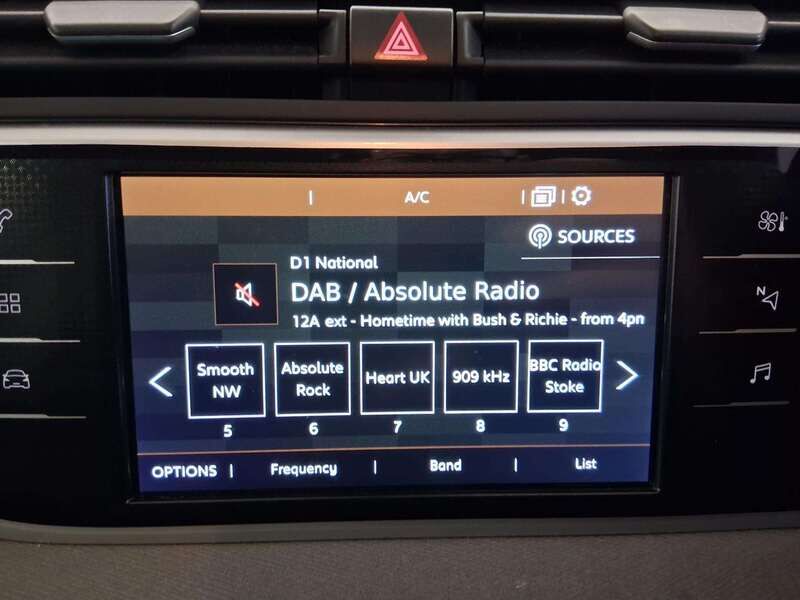 A/C
SOURCES
D1 National
DAB / Absolute Radio
12A ext - Hometime with Bush & Richie - from 4pn
Smooth NW
Absolute Rock
Heart UK
909 kHz
BBC Radio Stoke
5 6 7 8 9
OPTIONS Frequency Band List
N